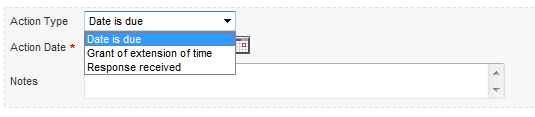 Action Type Date is due
Date is due
Action Date * Grant of extension of time
Response received
Notes